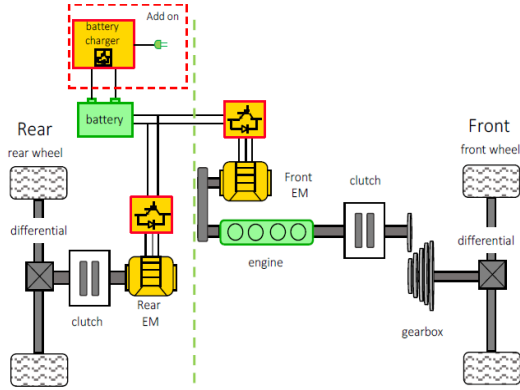 Add on
battery
charger
battery
Rear
Front
rear wheel
front wheel
Front
EM
clutch
differential
differential
engine
clutch
Rear
EM
gearbox